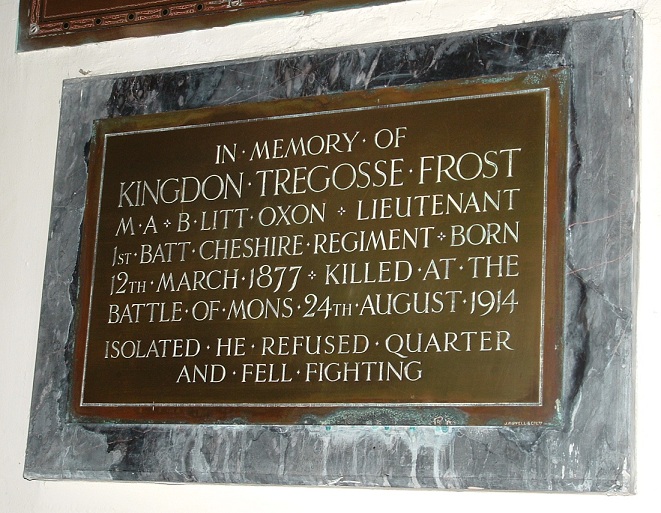 IN · MEMORY · OF
KINGDON · TREGOSSE · FROST
M · A ⁘ B · LITT · OXON ⁘ LIEUTENANT
1ST · BATT · CHESHIRE · REGIMENT ⁘ BORN
12TH · MARCH · 1877 ⁘ KILLED · AT · THE
BATTLE · OF · MONS · 24TH · AUGUST · 1914
ISOLATED · HE · REFUSED · QUARTER
AND · FELL · FIGHTING